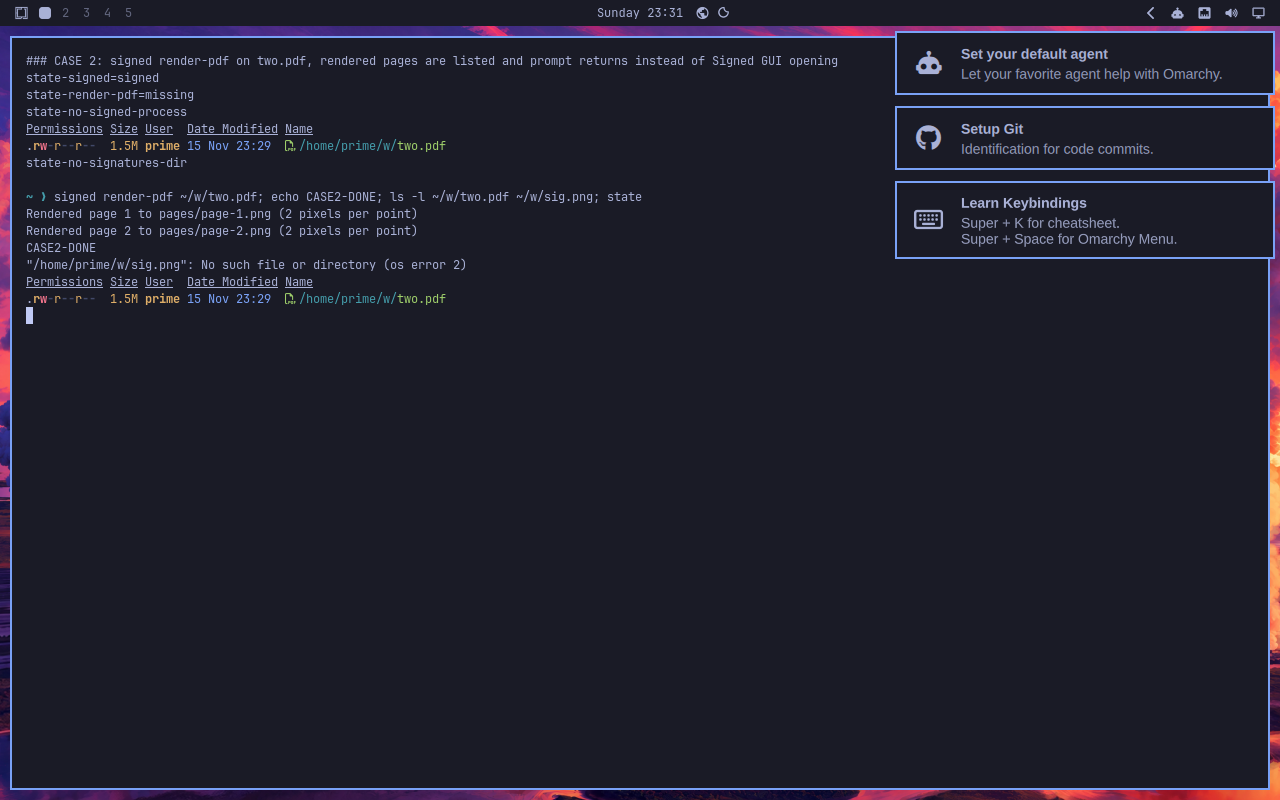 2 3 4 5
Sunday 23:31
### CASE 2: signed render-pdf on two.pdf, rendered pages are listed and prompt returns instead of Signed GUI opening
state-signed=signed
state-render-pdf=missing
state-no-signed-process
Permissions Size User  Date Modified Name
.rw-r--r--  1.5M prime 15 Nov 23:29  /home/prime/w/two.pdf
state-no-signatures-dir
~ ❯ signed render-pdf ~/w/two.pdf; echo CASE2-DONE; ls -l ~/w/two.pdf ~/w/sig.png; state
Rendered page 1 to pages/page-1.png (2 pixels per point)
Rendered page 2 to pages/page-2.png (2 pixels per point)
CASE2-DONE
"/home/prime/w/sig.png": No such file or directory (os error 2)
Permissions Size User  Date Modified Name
.rw-r--r--  1.5M prime 15 Nov 23:29  /home/prime/w/two.pdf
Set your default agent
Let your favorite agent help with Omarchy.
Setup Git
Identification for code commits.
Learn Keybindings
Super + K for cheatsheet.
Super + Space for Omarchy Menu.